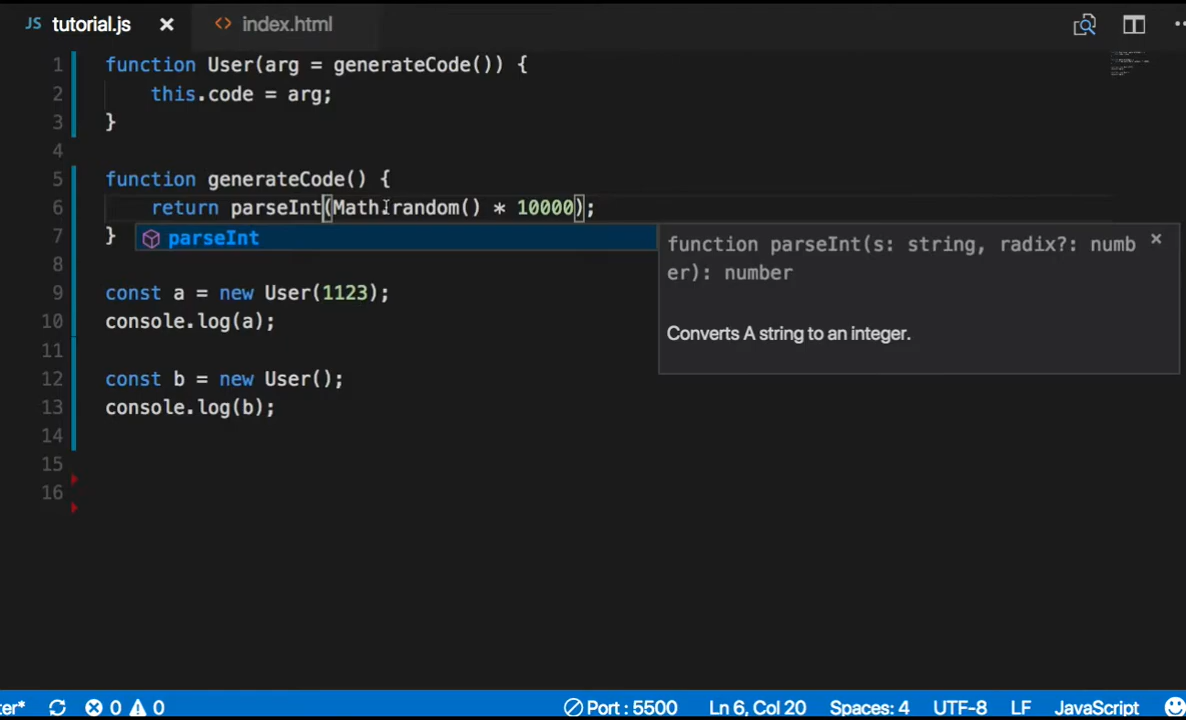 JS tutorial.js × <> index.html
1 function User(arg = generateCode()) {
2 this.code = arg;
3 }
4
5 function generateCode() {
6 return parseInt(Math.random() * 10000);
7 }
parseInt
function parseInt(s: string, radix?: numb
er): number
×
Converts A string to an integer.
8
9 const a = new User(1123);
10 console.log(a);
11
12 const b = new User();
13 console.log(b);
14
15
16
ter* 0 0 Port : 5500 Ln 6, Col 20 Spaces: 4 UTF-8 LF JavaScript